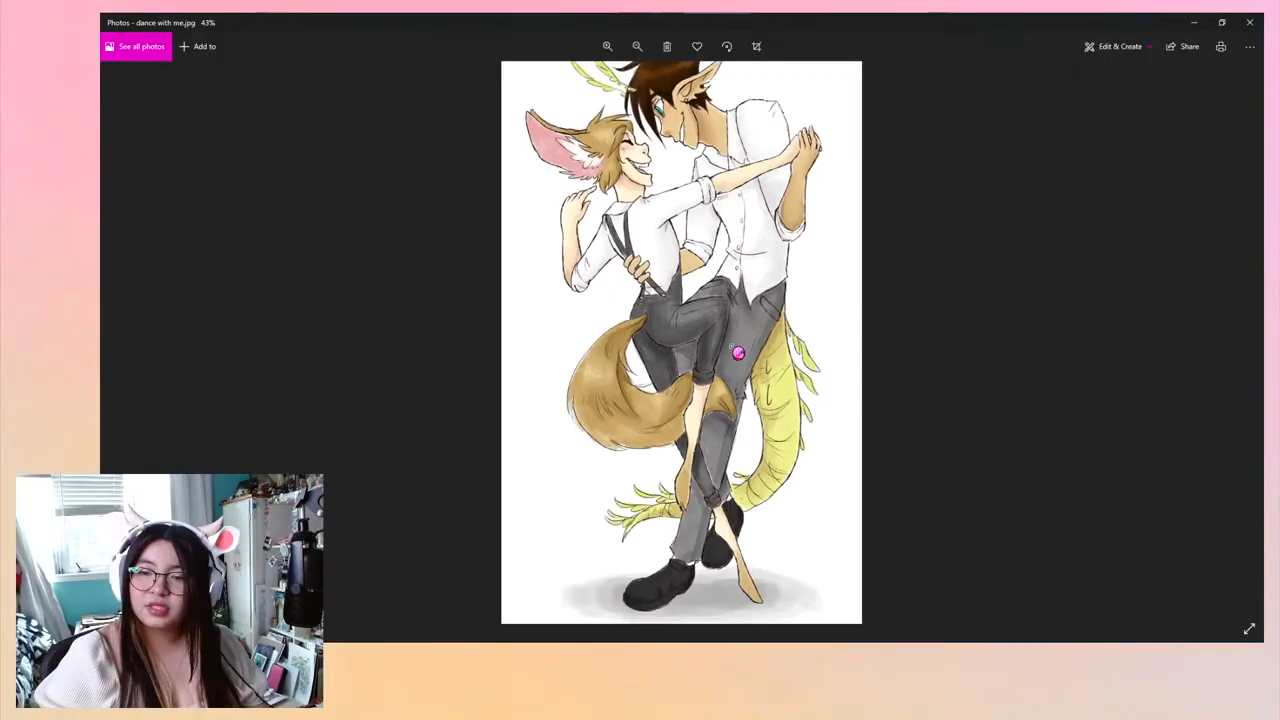 Photos - dance with me.jpg 43%
See all photos
Add to
Edit & Create
Share